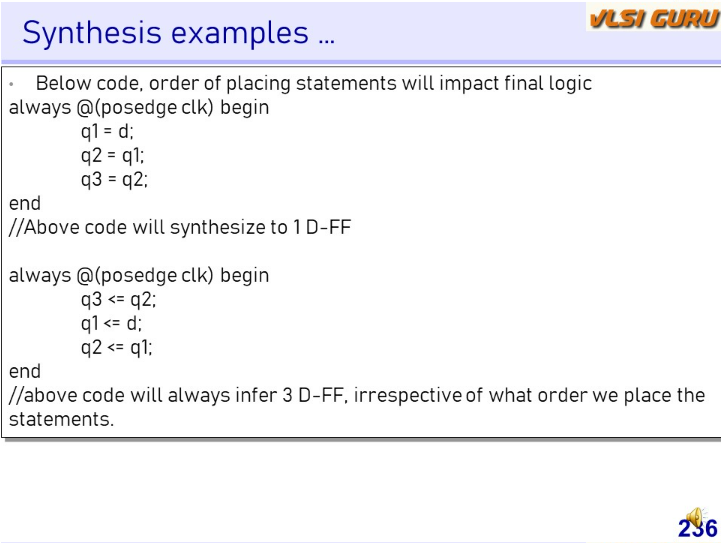 VLSI GURU
Synthesis examples ...
• Below code, order of placing statements will impact final logic
always @(posedge clk) begin
q1 = d;
q2 = q1;
q3 = q2;
end
//Above code will synthesize to 1 D-FF
always @(posedge clk) begin
q3 <= q2;
q1 <= d;
q2 <= q1;
end
//above code will always infer 3 D-FF, irrespective of what order we place the
statements.
236